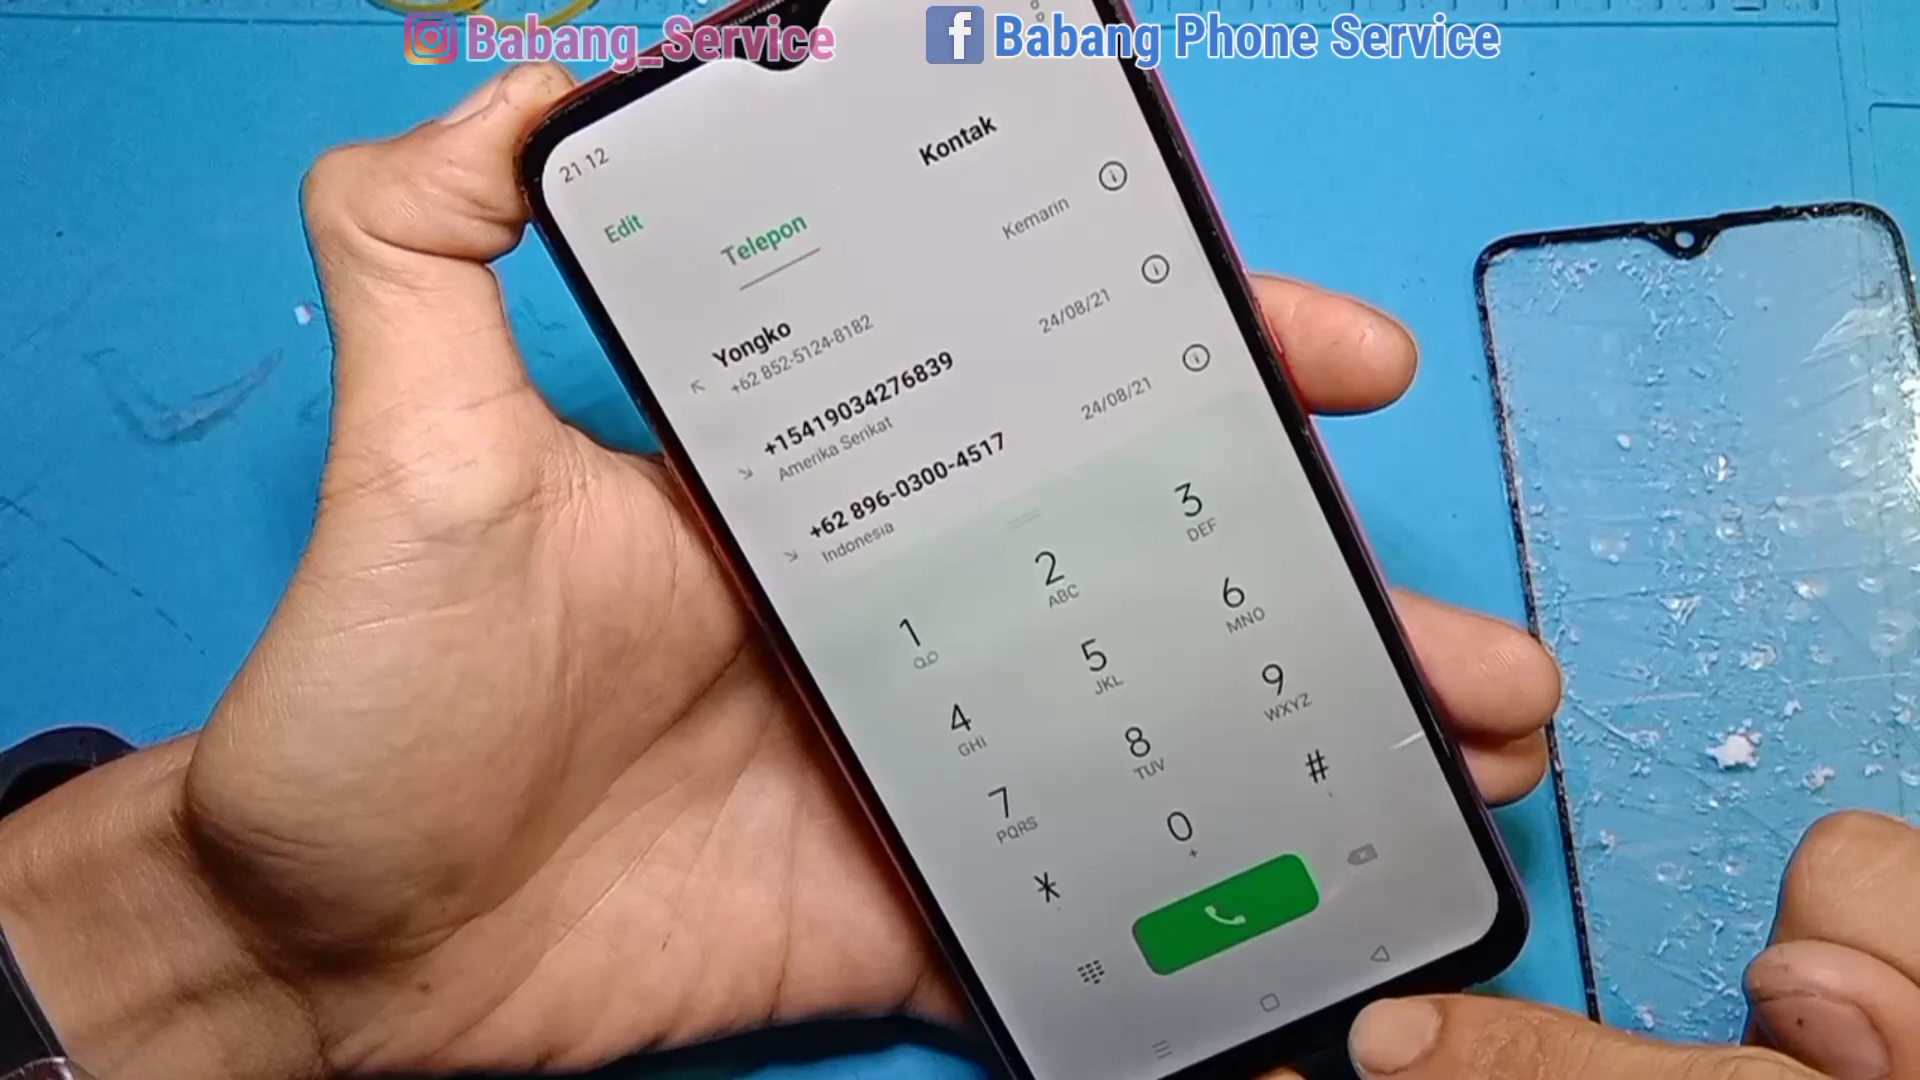 Babang_Service
Babang Phone Service
21 12
Edit
Telepon
Kontak
Yongko
+62 852-5124-8182
Kemarin
+15419034276839
Amerika Serikat
24/08/21
+62 896-0300-4517
Indonesia
24/08/21
1
2 ABC
3 DEF
4 GHI
5 JKL
6 MNO
7 PQRS
8 TUV
9 WXYZ
*
0 +
#